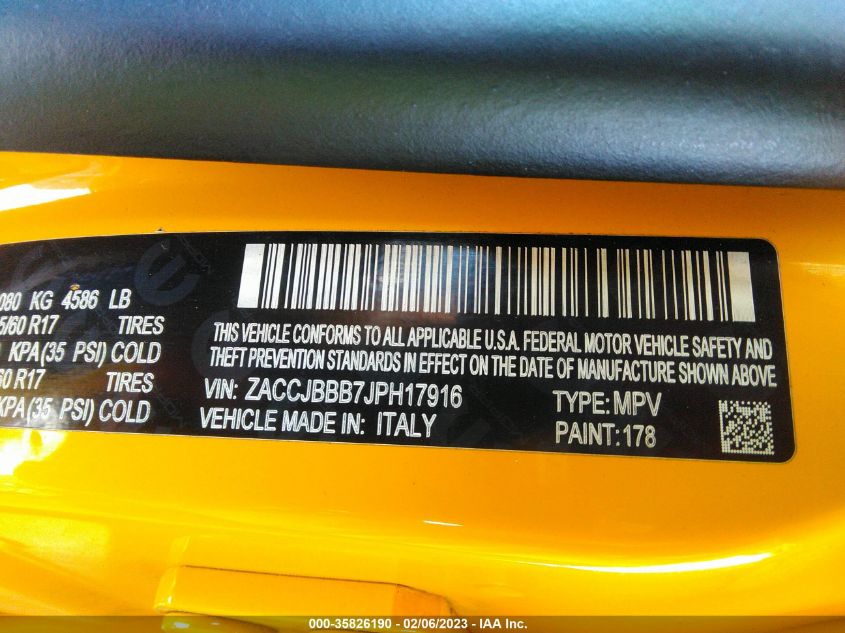 080 KG 4586 LB
5/60 R17 TIRES
KPA(35 PSI) COLD
60 R17 TIRES
KPA(35 PSI) COLD
THIS VEHICLE CONFORMS TO ALL APPLICABLE U.S.A. FEDERAL MOTOR VEHICLE SAFETY AND
THEFT PREVENTION STANDARDS IN EFFECT ON THE DATE OF MANUFACTURE SHOWN ABOVE
VIN: ZACCJBBB7JPH17916 TYPE: MPV
VEHICLE MADE IN: ITALY PAINT: 178
000-35826190 - 02/06/2023 - IAA Inc.